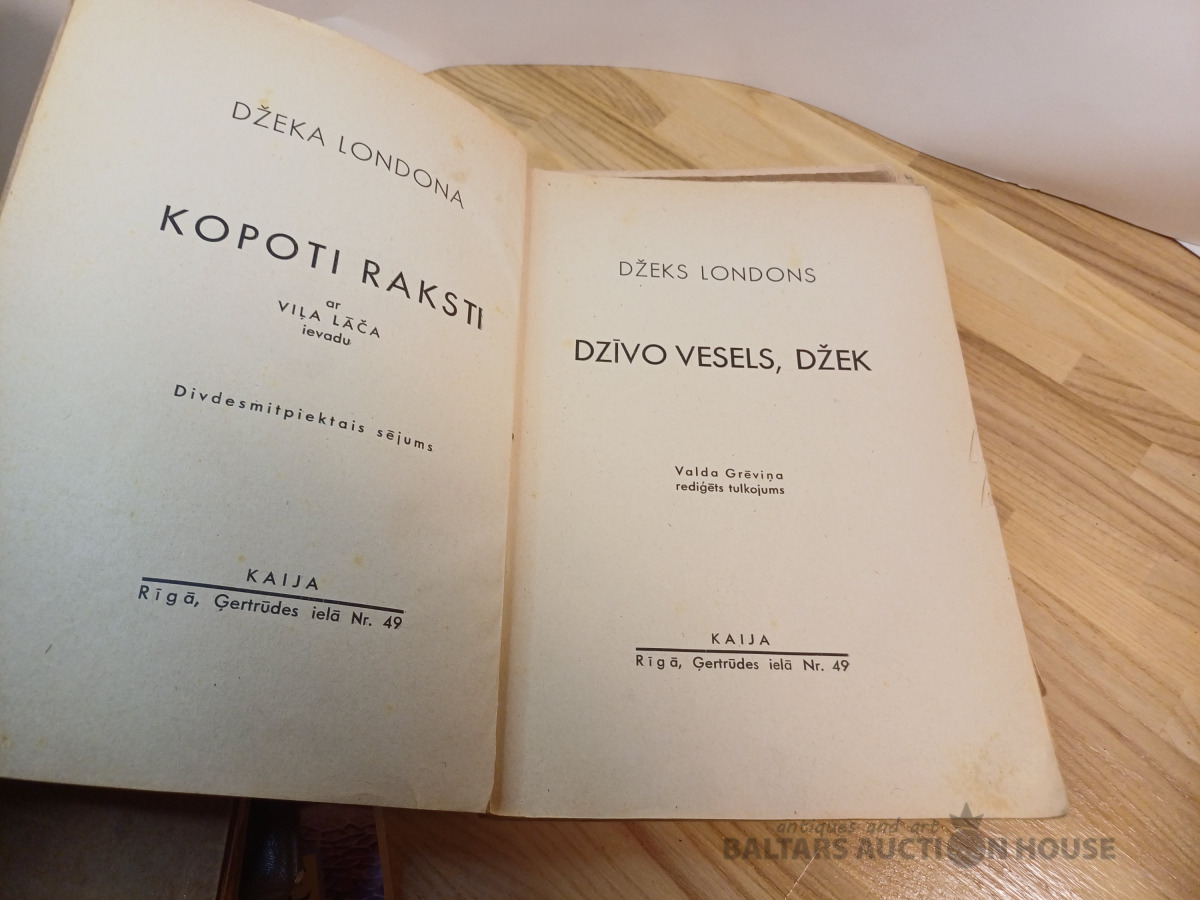 DŽEKA LONDONA
KOPOTI RAKSTI
ar
VIĻA LĀČA
ievadu
Divdesmitpiektais sējums
KAIJA
Rīgā, Ģertrūdes ielā Nr. 49
DŽEKS LONDONS
DZĪVO VESELS, DŽEK
Valda Grēviņa
rediģēts tulkojums
KAIJA
Rīgā, Ģertrūdes ielā Nr. 49
antiques and art
BALTARS AUCTION HOUSE